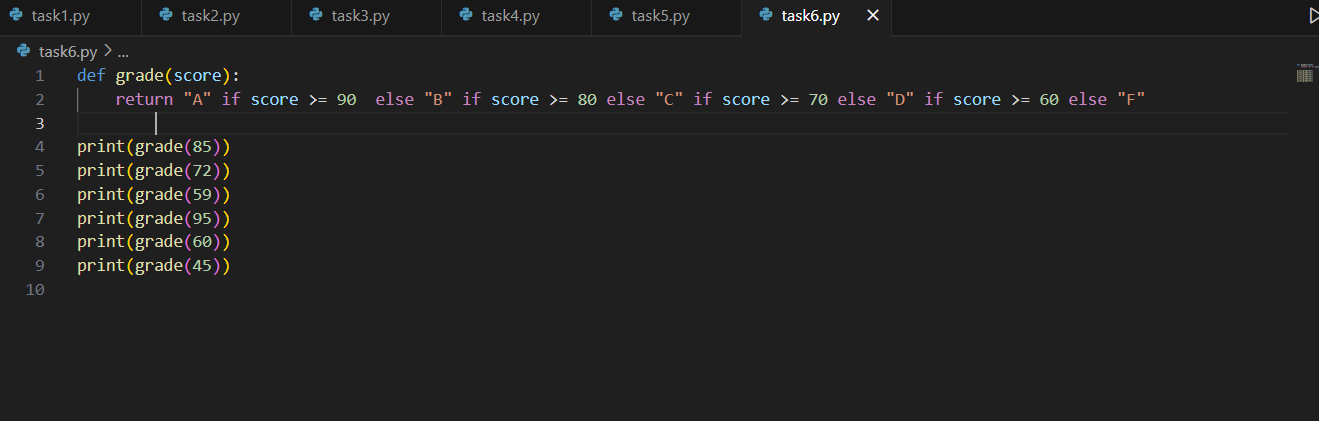 task1.py task2.py task3.py task4.py task5.py task6.py
task6.py > ...
1 def grade(score):
2     return "A" if score >= 90  else "B" if score >= 80 else "C" if score >= 70 else "D" if score >= 60 else "F"
3
4 print(grade(85))
5 print(grade(72))
6 print(grade(59))
7 print(grade(95))
8 print(grade(60))
9 print(grade(45))
10